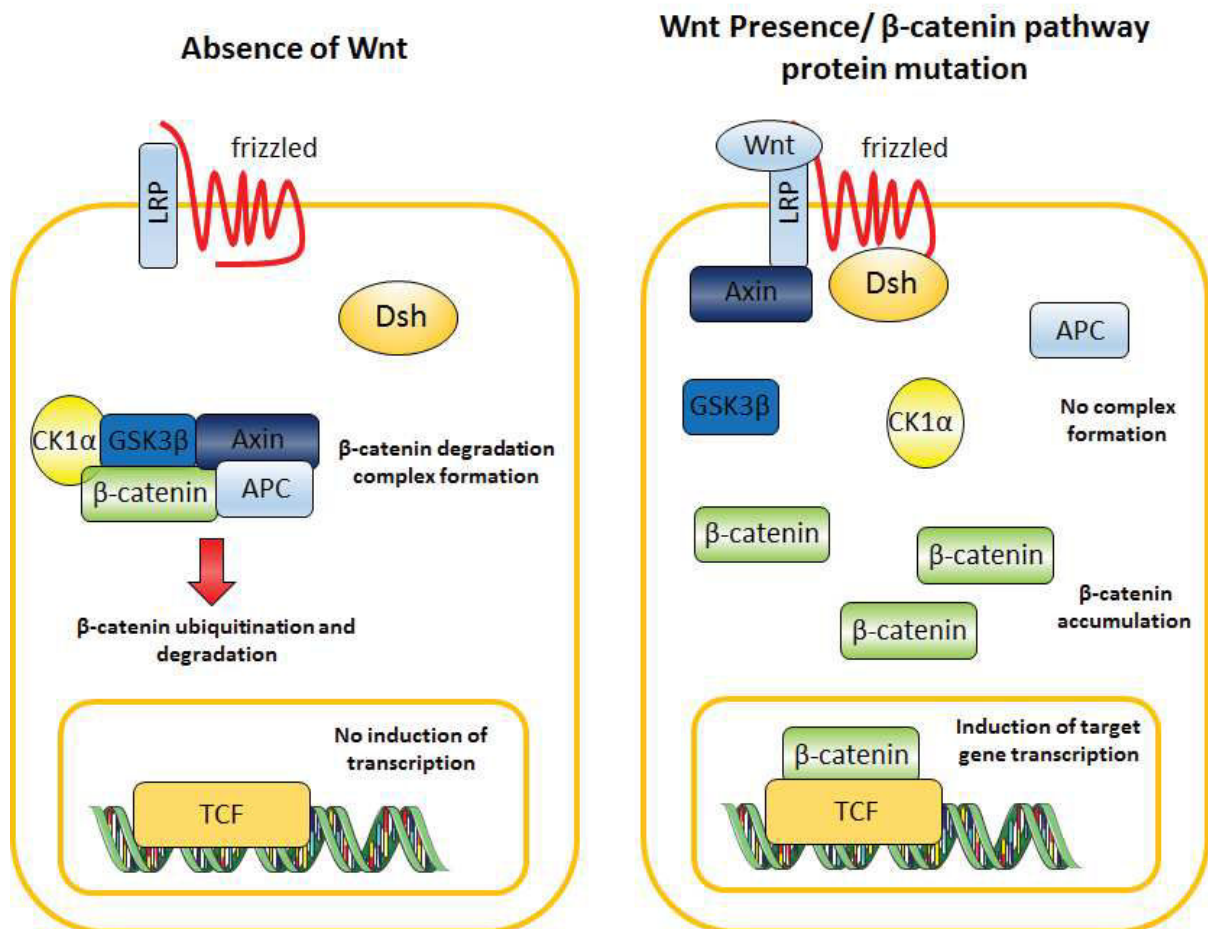 Absence of Wnt
LRP
frizzled
Dsh
CK1α
GSK3β
Axin
β-catenin
APC
β-catenin degradation
complex formation
β-catenin ubiquitination and
degradation
No induction of
transcription
TCF
Wnt Presence/ β-catenin pathway
protein mutation
Wnt
frizzled
LRP
Axin
Dsh
APC
GSK3β
CK1α
No complex
formation
β-catenin
β-catenin
β-catenin
β-catenin
accumulation
β-catenin
Induction of target
gene transcription
TCF